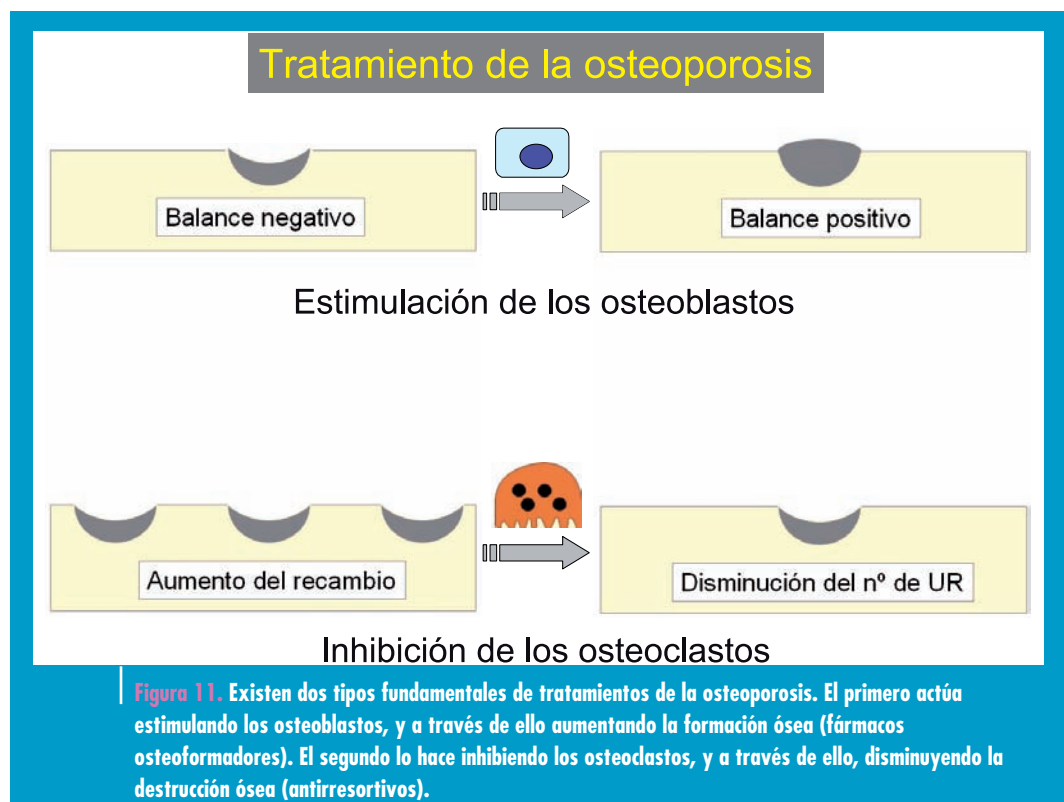 Tratamiento de la osteoporosis
Balance negativo
Balance positivo
Estimulación de los osteoblastos
Aumento del recambio
Disminución del nº de UR
Inhibición de los osteoclastos
Figura 11. Existen dos tipos fundamentales de tratamientos de la osteoporosis. El primero actúa
estimulando los osteoblastos, y a través de ello aumentando la formación ósea (fármacos
osteoformadores). El segundo lo hace inhibiendo los osteoclastos, y a través de ello, disminuyendo la
destrucción ósea (antirresortivos).